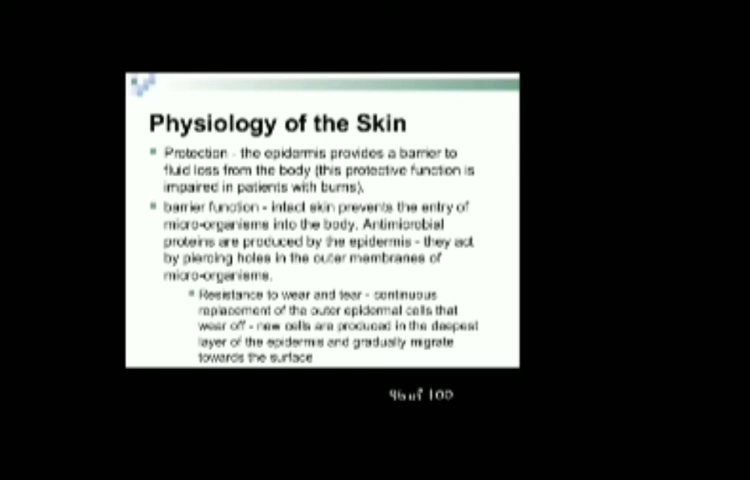 Physiology of the Skin
Protection - the epidermis provides a barrier to
fluid loss from the body (this protective function is
impaired in patients with burns).
barrier function - intact skin prevents the entry of
micro-organisms into the body. Antimicrobial
proteins are produced by the epidermis - they act
by piercing holes in the outer membranes of
micro-organisms.
Resistance to wear and tear - continuous
replacement of the outer epidermal cells that
wear off - new cells are produced in the deepest
layer of the epidermis and gradually migrate
towards the surface
96 of 100